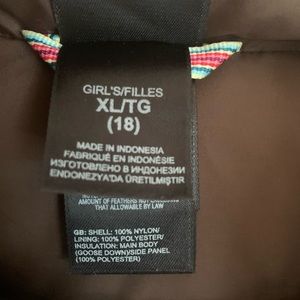 GIRL'S/FILLES
XL/TG
(18)
MADE IN INDONESIA
FABRIQUÉ EN INDONÉSIE
ИЗГОТОВЛЕНО В ИНДОНЕЗИИ
ENDONEZYA'DA ÜRETILMIŞTIR
AMOUNT OF FEATHERS NOT EXCEEDING
THAT ALLOWABLE BY LAW
GB: SHELL: 100% NYLON/
LINING: 100% POLYESTER/
INSULATION: MAIN BODY
(GOOSE DOWN)/SIDE PANEL
(100% POLYESTER)